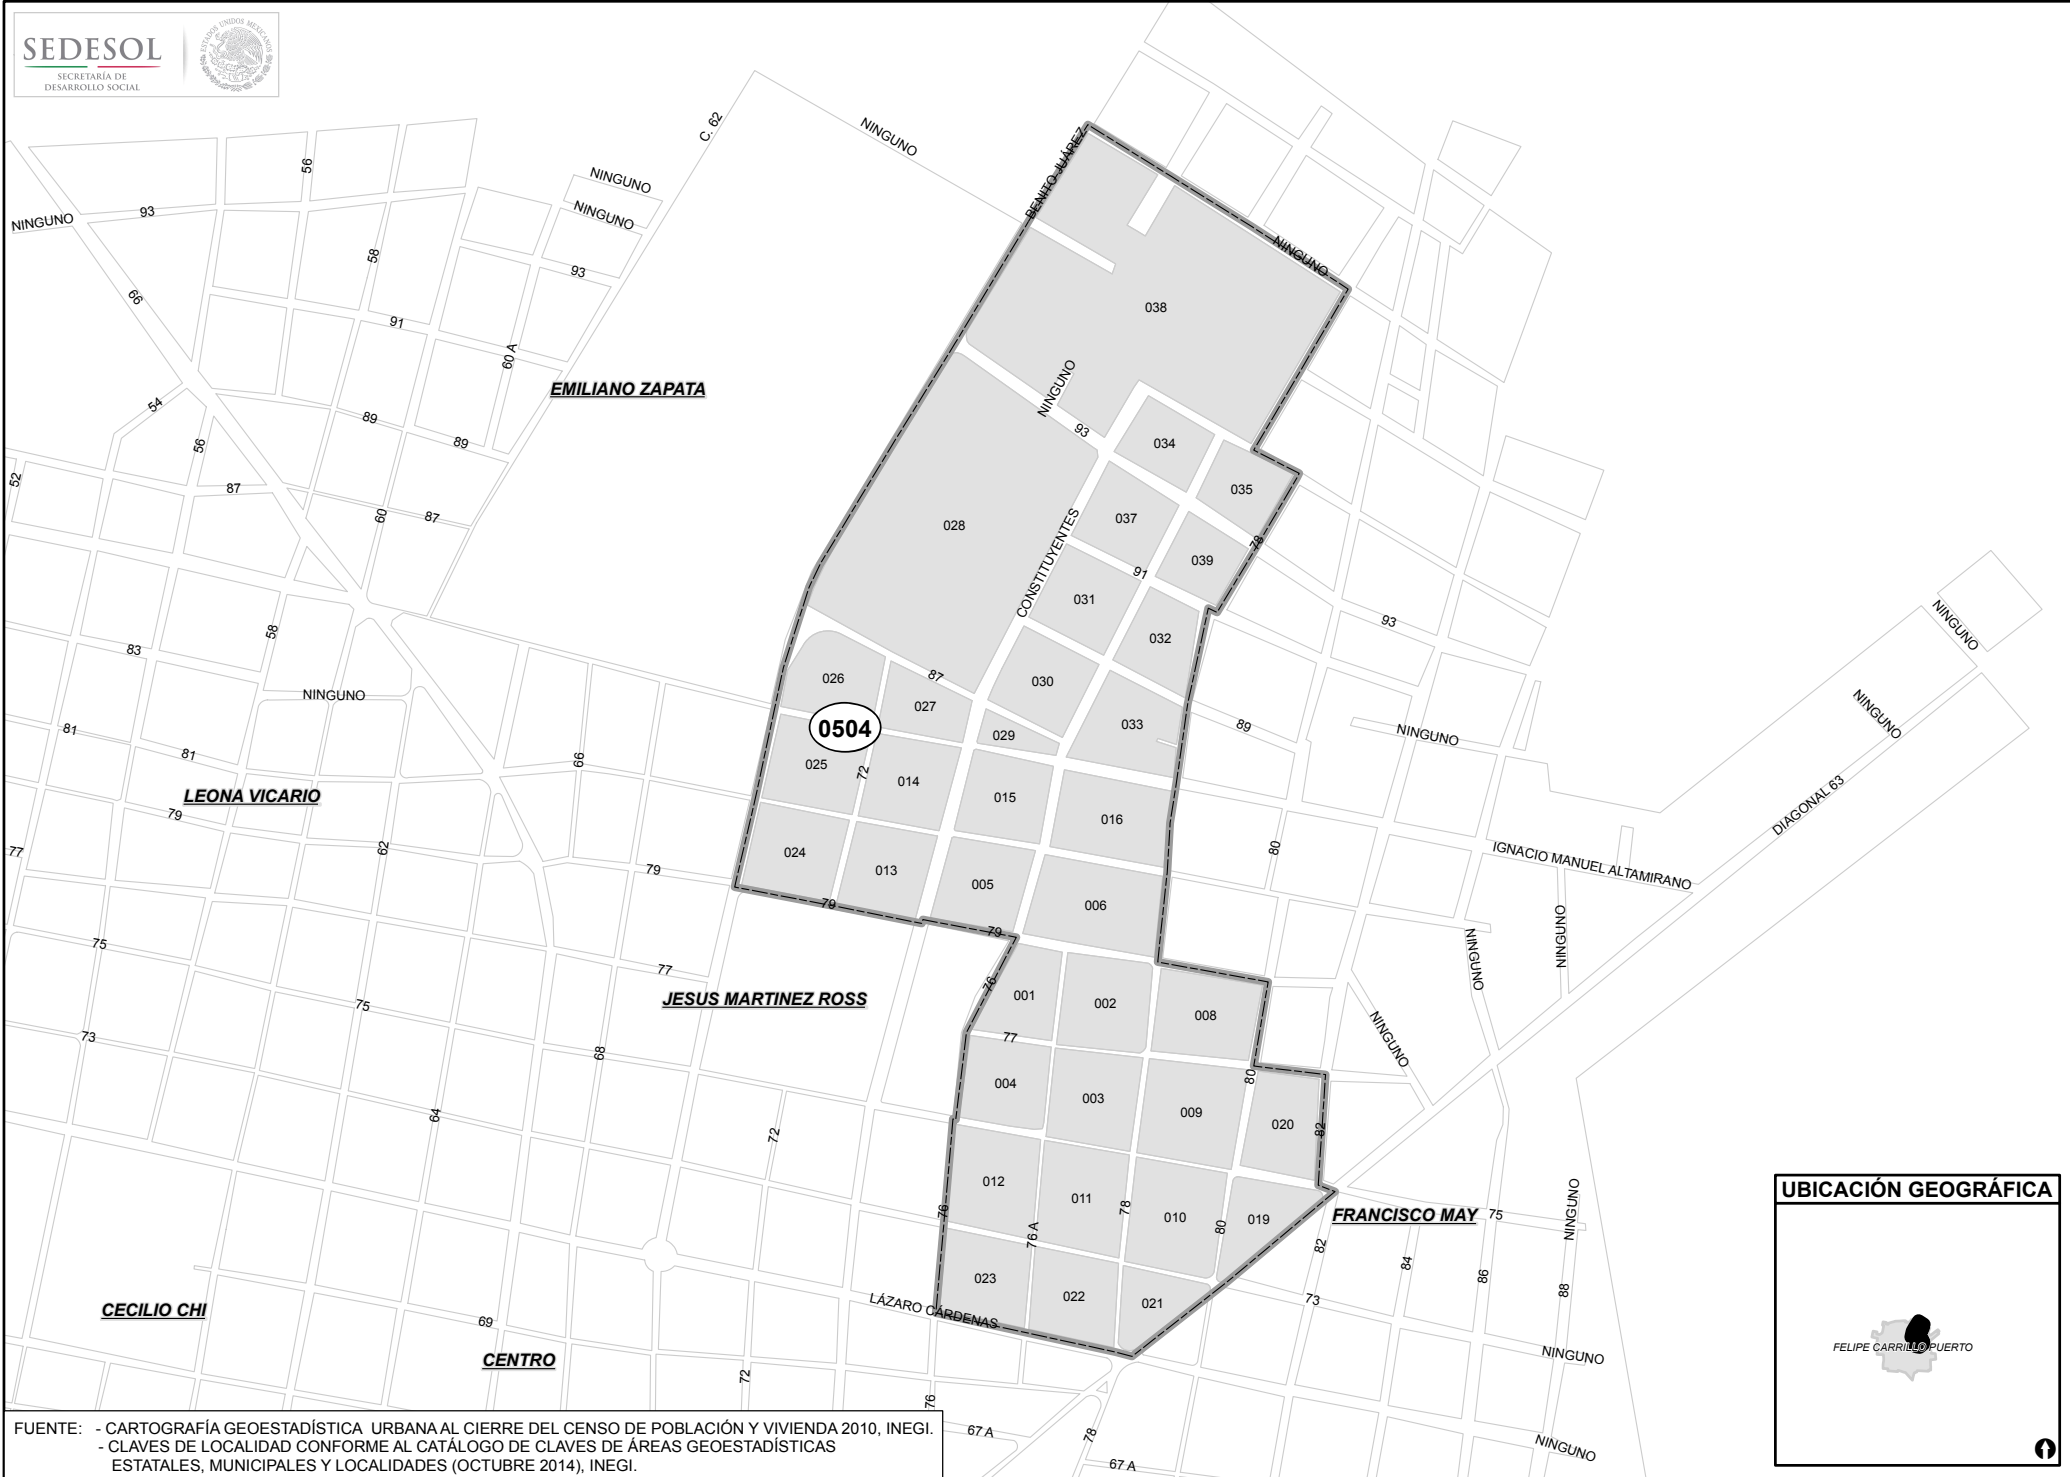 SEDESOL
SECRETARÍA DE
DESARROLLO SOCIAL
ESTADOS UNIDOS MEXICANOS
C. 62
NINGUNO
BENITO JUÁREZ
NINGUNO
56
NINGUNO
NINGUNO
93
NINGUNO
58
93
66
91
60 A
038
NINGUNO
EMILIANO ZAPATA
54
89
89
56
93
034
52
87
60
87
035
028
037
CONSTITUYENTES
78
039
91
031
93
NINGUNO
58
032
83
NINGUNO
026
87
030
027
NINGUNO
033
89
NINGUNO
0504
029
81
81
66
025
72
014
015
LEONA VICARIO
79
016
DIAGONAL 63
77
62
024
79
013
005
80
IGNACIO MANUEL ALTAMIRANO
006
79
79
75
NINGUNO
NINGUNO
77
JESUS MARTINEZ ROSS
76
001
002
008
75
73
77
NINGUNO
68
004
003
80
009
64
72
020
82
012
011
76
78
010
80
019
FRANCISCO MAY
75
NINGUNO
76 A
82
84
86
88
023
022
021
CECILIO CHI
LÁZARO CÁRDENAS
73
69
CENTRO
NINGUNO
72
76
67 A
78
NINGUNO
67 A
UBICACIÓN GEOGRÁFICA
FELIPE CARRILLO PUERTO
FUENTE: - CARTOGRAFÍA GEOESTADÍSTICA URBANA AL CIERRE DEL CENSO DE POBLACIÓN Y VIVIENDA 2010, INEGI.
- CLAVES DE LOCALIDAD CONFORME AL CATÁLOGO DE CLAVES DE ÁREAS GEOESTADÍSTICAS
ESTATALES, MUNICIPALES Y LOCALIDADES (OCTUBRE 2014), INEGI.